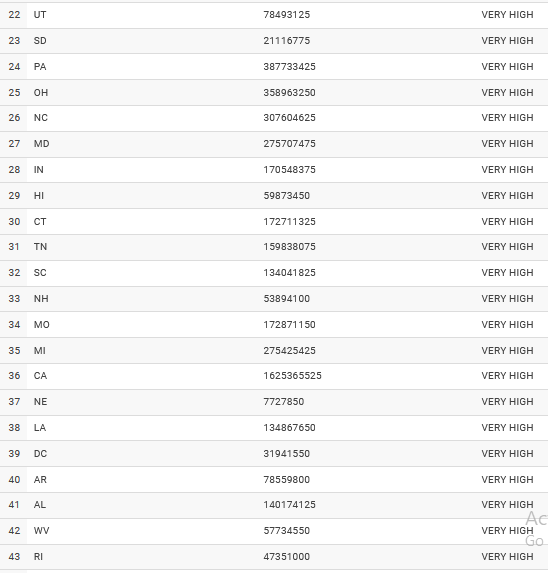 22 UT 78493125 VERY HIGH
23 SD 21116775 VERY HIGH
24 PA 387733425 VERY HIGH
25 OH 358963250 VERY HIGH
26 NC 307604625 VERY HIGH
27 MD 275707475 VERY HIGH
28 IN 170548375 VERY HIGH
29 HI 59873450 VERY HIGH
30 CT 172711325 VERY HIGH
31 TN 159838075 VERY HIGH
32 SC 134041825 VERY HIGH
33 NH 53894100 VERY HIGH
34 MO 172871150 VERY HIGH
35 MI 275425425 VERY HIGH
36 CA 1625365525 VERY HIGH
37 NE 7727850 VERY HIGH
38 LA 134867650 VERY HIGH
39 DC 31941550 VERY HIGH
40 AR 78559800 VERY HIGH
41 AL 140174125 VERY HIGH
Ac
42 WV 57734550 VERY HIGH
Go
43 RI 47351000 VERY HIGH